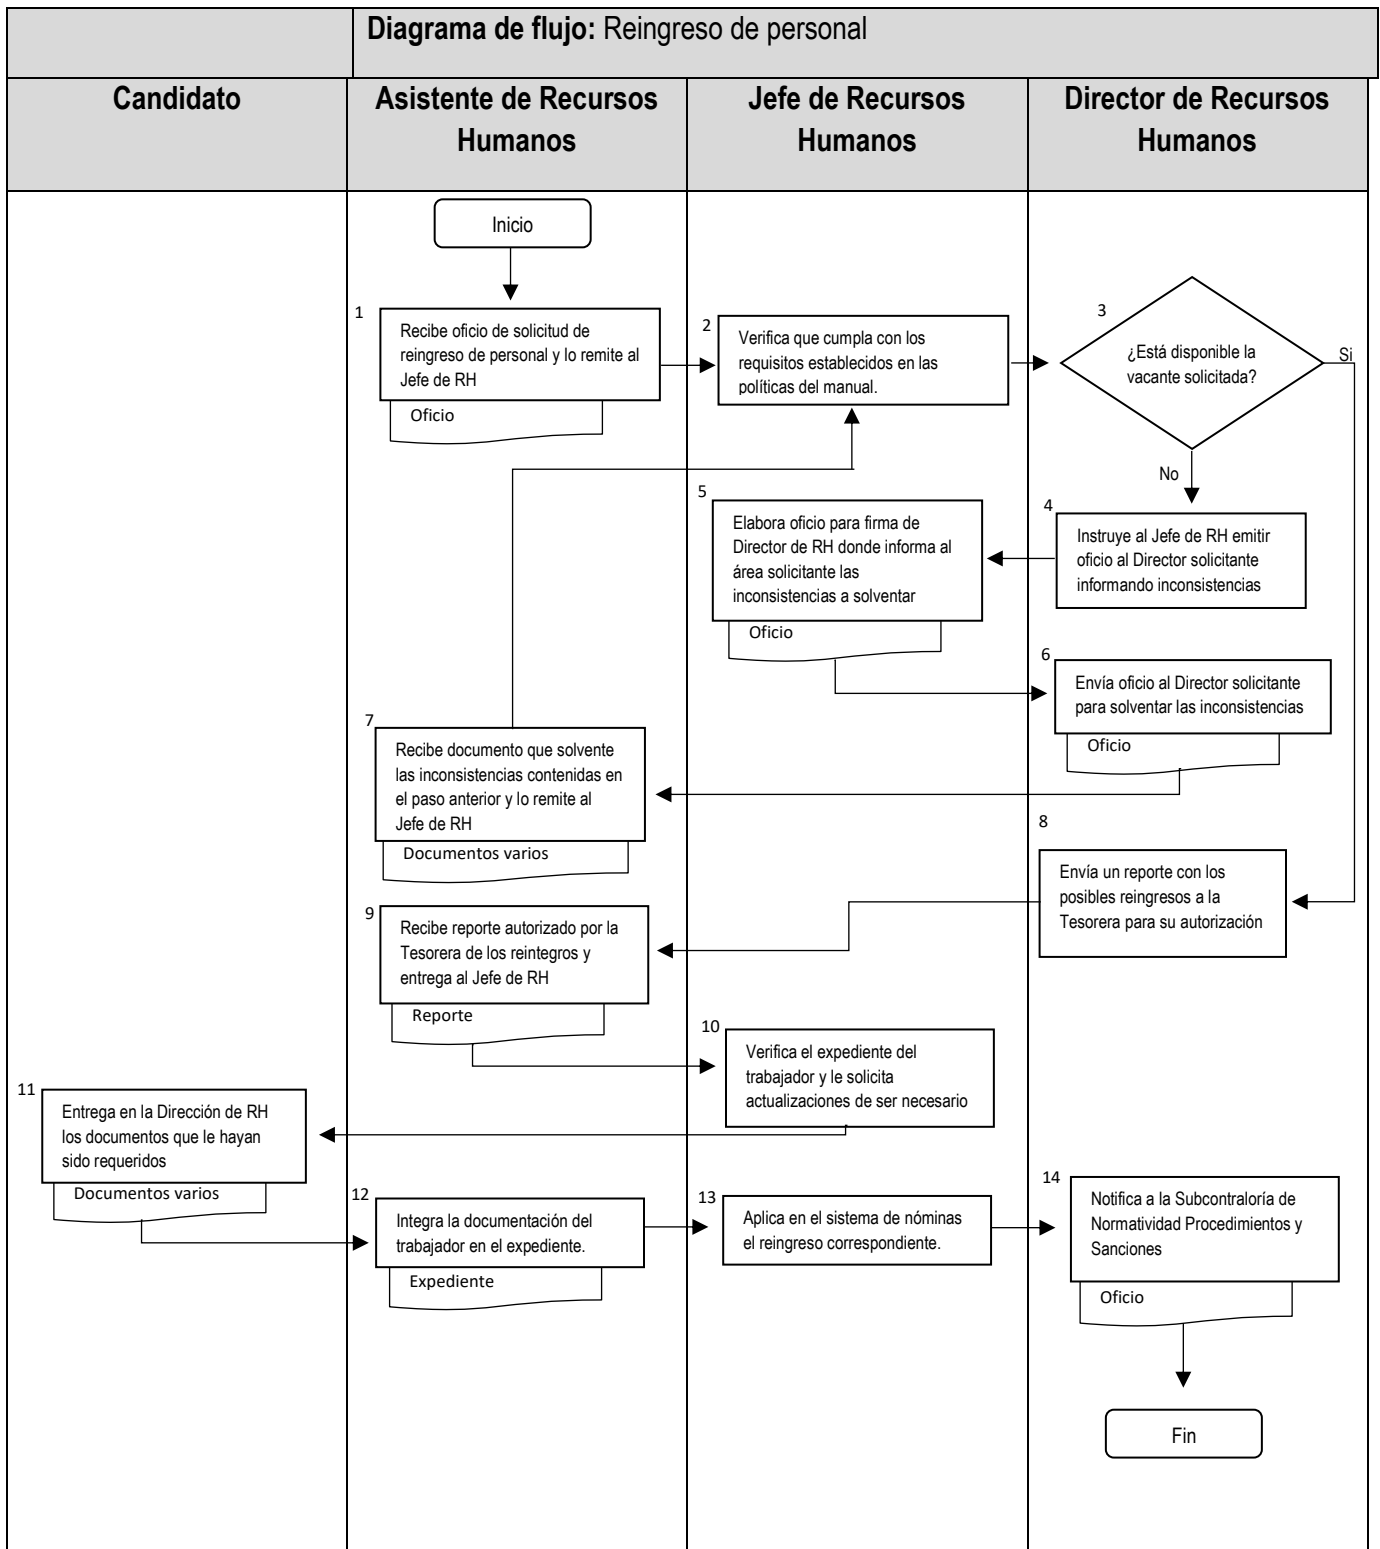 Diagrama de flujo: Reingreso de personal
Candidato
Asistente de Recursos
Humanos
Jefe de Recursos
Humanos
Director de Recursos
Humanos
Inicio
1
Recibe oficio de solicitud de
reingreso de personal y lo remite al
Jefe de RH
Oficio
2
Verifica que cumpla con los
requisitos establecidos en las
políticas del manual.
3
¿Está disponible la
vacante solicitada?
Si
No
4
Instruye al Jefe de RH emitir
oficio al Director solicitante
informando inconsistencias
5
Elabora oficio para firma de
Director de RH donde informa al
área solicitante las
inconsistencias a solventar
Oficio
6
Envía oficio al Director solicitante
para solventar las inconsistencias
Oficio
7
Recibe documento que solvente
las inconsistencias contenidas en
el paso anterior y lo remite al
Jefe de RH
Documentos varios
8
Envía un reporte con los
posibles reingresos a la
Tesorera para su autorización
9
Recibe reporte autorizado por la
Tesorera de los reintegros y
entrega al Jefe de RH
Reporte
10
Verifica el expediente del
trabajador y le solicita
actualizaciones de ser necesario
11
Entrega en la Dirección de RH
los documentos que le hayan
sido requeridos
Documentos varios
12
Integra la documentación del
trabajador en el expediente.
Expediente
13
Aplica en el sistema de nóminas
el reingreso correspondiente.
14
Notifica a la Subcontraloría de
Normatividad Procedimientos y
Sanciones
Oficio
Fin